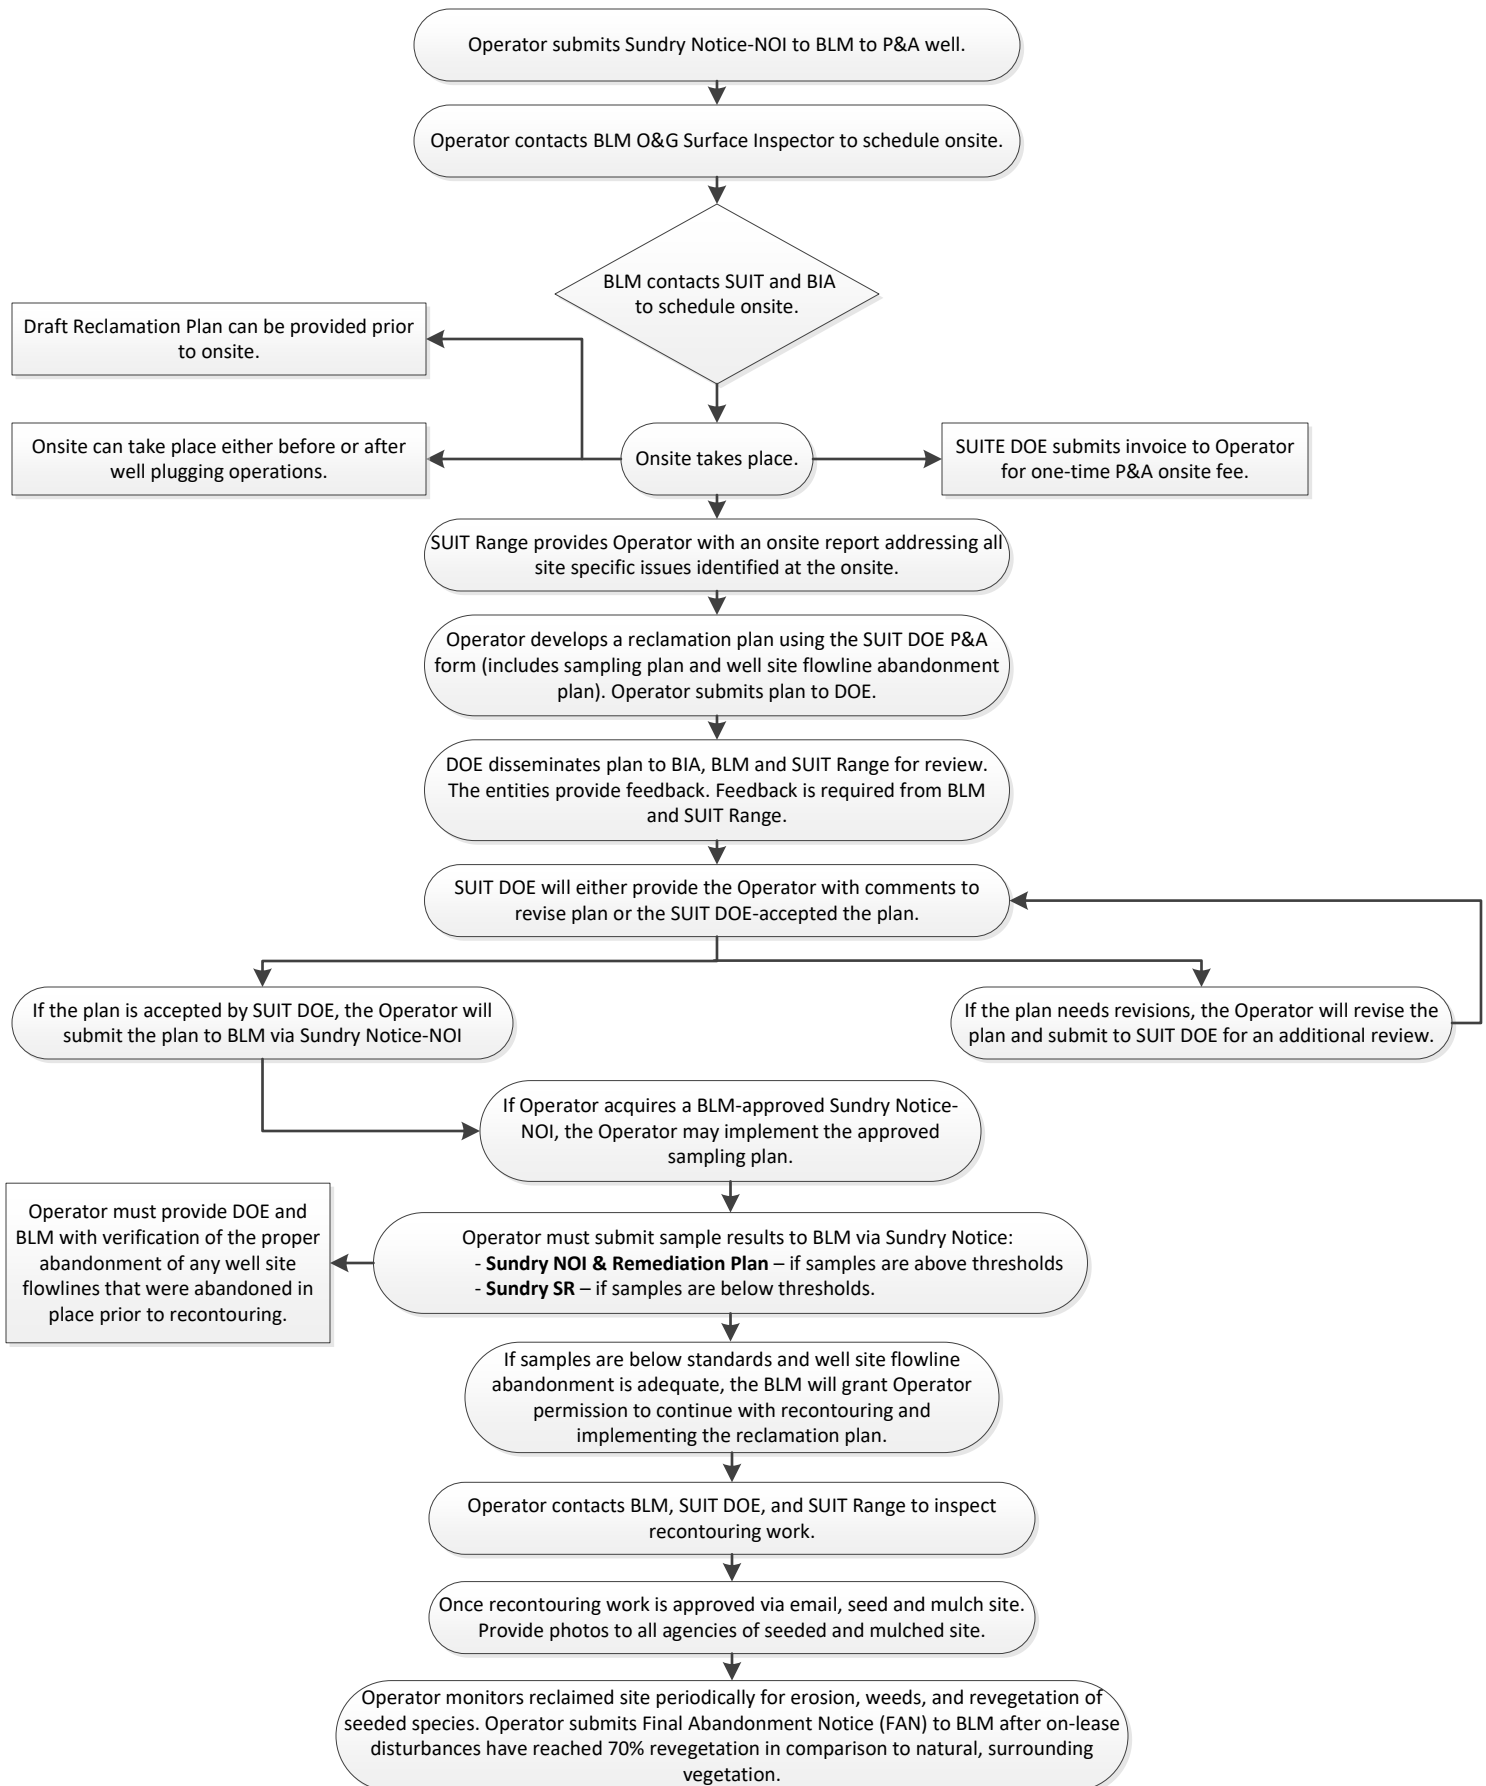 Operator submits Sundry Notice-NOI to BLM to P&A well.
Operator contacts BLM O&G Surface Inspector to schedule onsite.
BLM contacts SUIT and BIA
to schedule onsite.
Draft Reclamation Plan can be provided prior
to onsite.
Onsite can take place either before or after
well plugging operations.
Onsite takes place.
SUITE DOE submits invoice to Operator
for one-time P&A onsite fee.
SUIT Range provides Operator with an onsite report addressing all
site specific issues identified at the onsite.
Operator develops a reclamation plan using the SUIT DOE P&A
form (includes sampling plan and well site flowline abandonment
plan). Operator submits plan to DOE.
DOE disseminates plan to BIA, BLM and SUIT Range for review.
The entities provide feedback. Feedback is required from BLM
and SUIT Range.
SUIT DOE will either provide the Operator with comments to
revise plan or the SUIT DOE-accepted the plan.
If the plan is accepted by SUIT DOE, the Operator will
submit the plan to BLM via Sundry Notice-NOI
If the plan needs revisions, the Operator will revise the
plan and submit to SUIT DOE for an additional review.
If Operator acquires a BLM-approved Sundry Notice-
NOI, the Operator may implement the approved
sampling plan.
Operator must provide DOE and
BLM with verification of the proper
abandonment of any well site
flowlines that were abandoned in
place prior to recontouring.
Operator must submit sample results to BLM via Sundry Notice:
- Sundry NOI & Remediation Plan – if samples are above thresholds
- Sundry SR – if samples are below thresholds.
If samples are below standards and well site flowline
abandonment is adequate, the BLM will grant Operator
permission to continue with recontouring and
implementing the reclamation plan.
Operator contacts BLM, SUIT DOE, and SUIT Range to inspect
recontouring work.
Once recontouring work is approved via email, seed and mulch site.
Provide photos to all agencies of seeded and mulched site.
Operator monitors reclaimed site periodically for erosion, weeds, and revegetation of
seeded species. Operator submits Final Abandonment Notice (FAN) to BLM after on-lease
disturbances have reached 70% revegetation in comparison to natural, surrounding
vegetation.